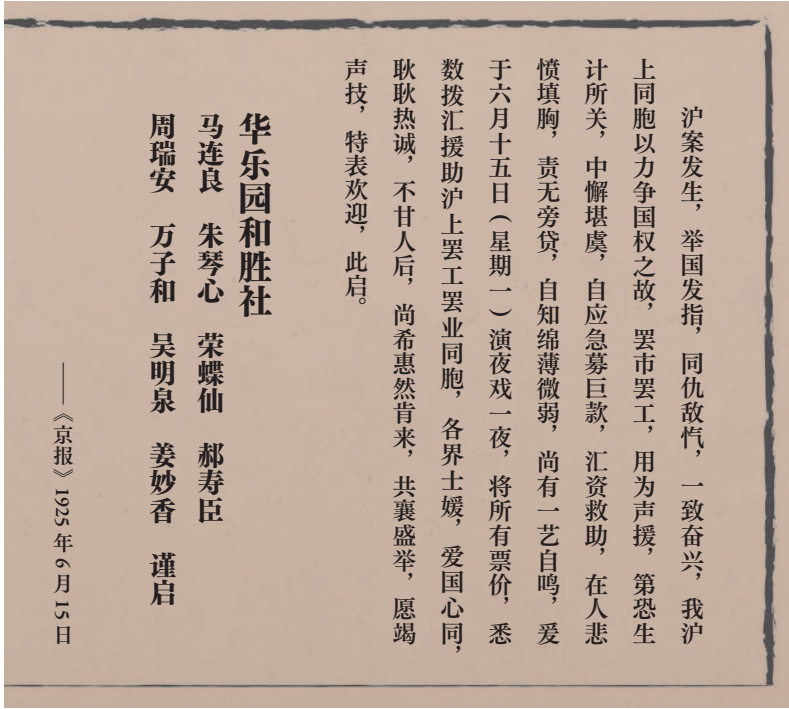 沪案发生，举国发指，同仇敌忾，一致奋兴，我沪
上同胞以力争国权之故，罢市罢工，用为声援，第恐生
计所关，中懈堪虞，自应急募巨款，汇资救助，在人悲
愤填胸，责无旁贷，自知绵薄微弱，尚有一艺自鸣，爰
于六月十五日（星期一）演夜戏一夜，将所有票价，悉
数拨汇援助沪上罢工罢业同胞，各界士媛，爱国心同，
耿耿热诚，不甘人后，尚希惠然肯来，共襄盛举，愿竭
声技，特表欢迎，此启。
华乐园和胜社
马连良 朱琴心 荣蝶仙 郝寿臣
周瑞安 万子和 吴明泉 姜妙香 谨启
——《京报》1925年6月15日